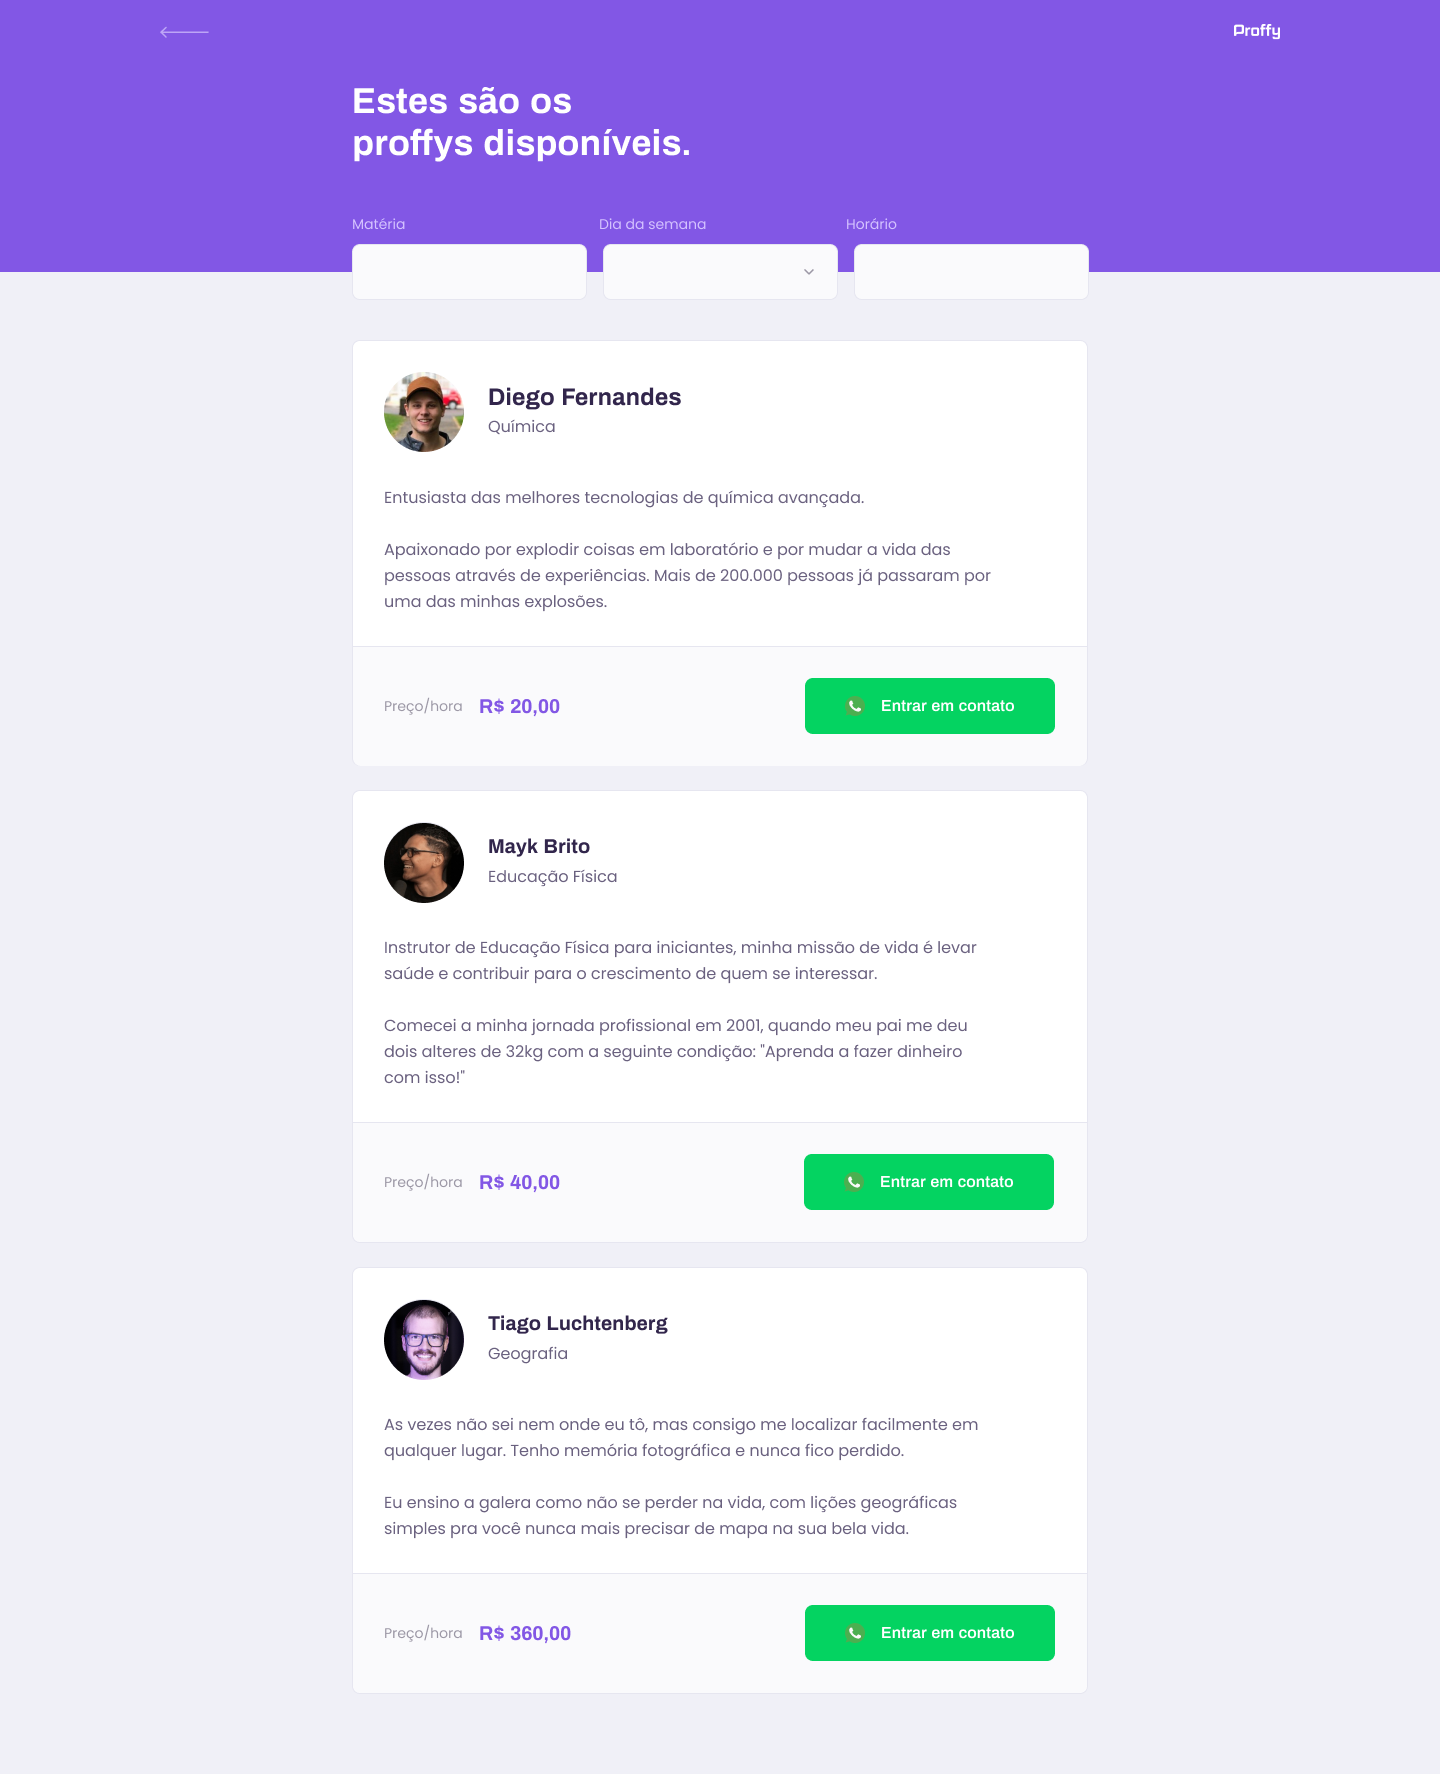 Proffy
Estes são os
proffys disponíveis.
Matéria
Dia da semana
Horário
Diego Fernandes
Química
Entusiasta das melhores tecnologias de química avançada.
Apaixonado por explodir coisas em laboratório e por mudar a vida das
pessoas através de experiências. Mais de 200.000 pessoas já passaram por
uma das minhas explosões.
Preço/hora R$ 20,00
Entrar em contato
Mayk Brito
Educação Física
Instrutor de Educação Física para iniciantes, minha missão de vida é levar
saúde e contribuir para o crescimento de quem se interessar.
Comecei a minha jornada profissional em 2001, quando meu pai me deu
dois alteres de 32kg com a seguinte condição: "Aprenda a fazer dinheiro
com isso!"
Preço/hora R$ 40,00
Entrar em contato
Tiago Luchtenberg
Geografia
As vezes não sei nem onde eu tô, mas consigo me localizar facilmente em
qualquer lugar. Tenho memória fotográfica e nunca fico perdido.
Eu ensino a galera como não se perder na vida, com lições geográficas
simples pra você nunca mais precisar de mapa na sua bela vida.
Preço/hora R$ 360,00
Entrar em contato